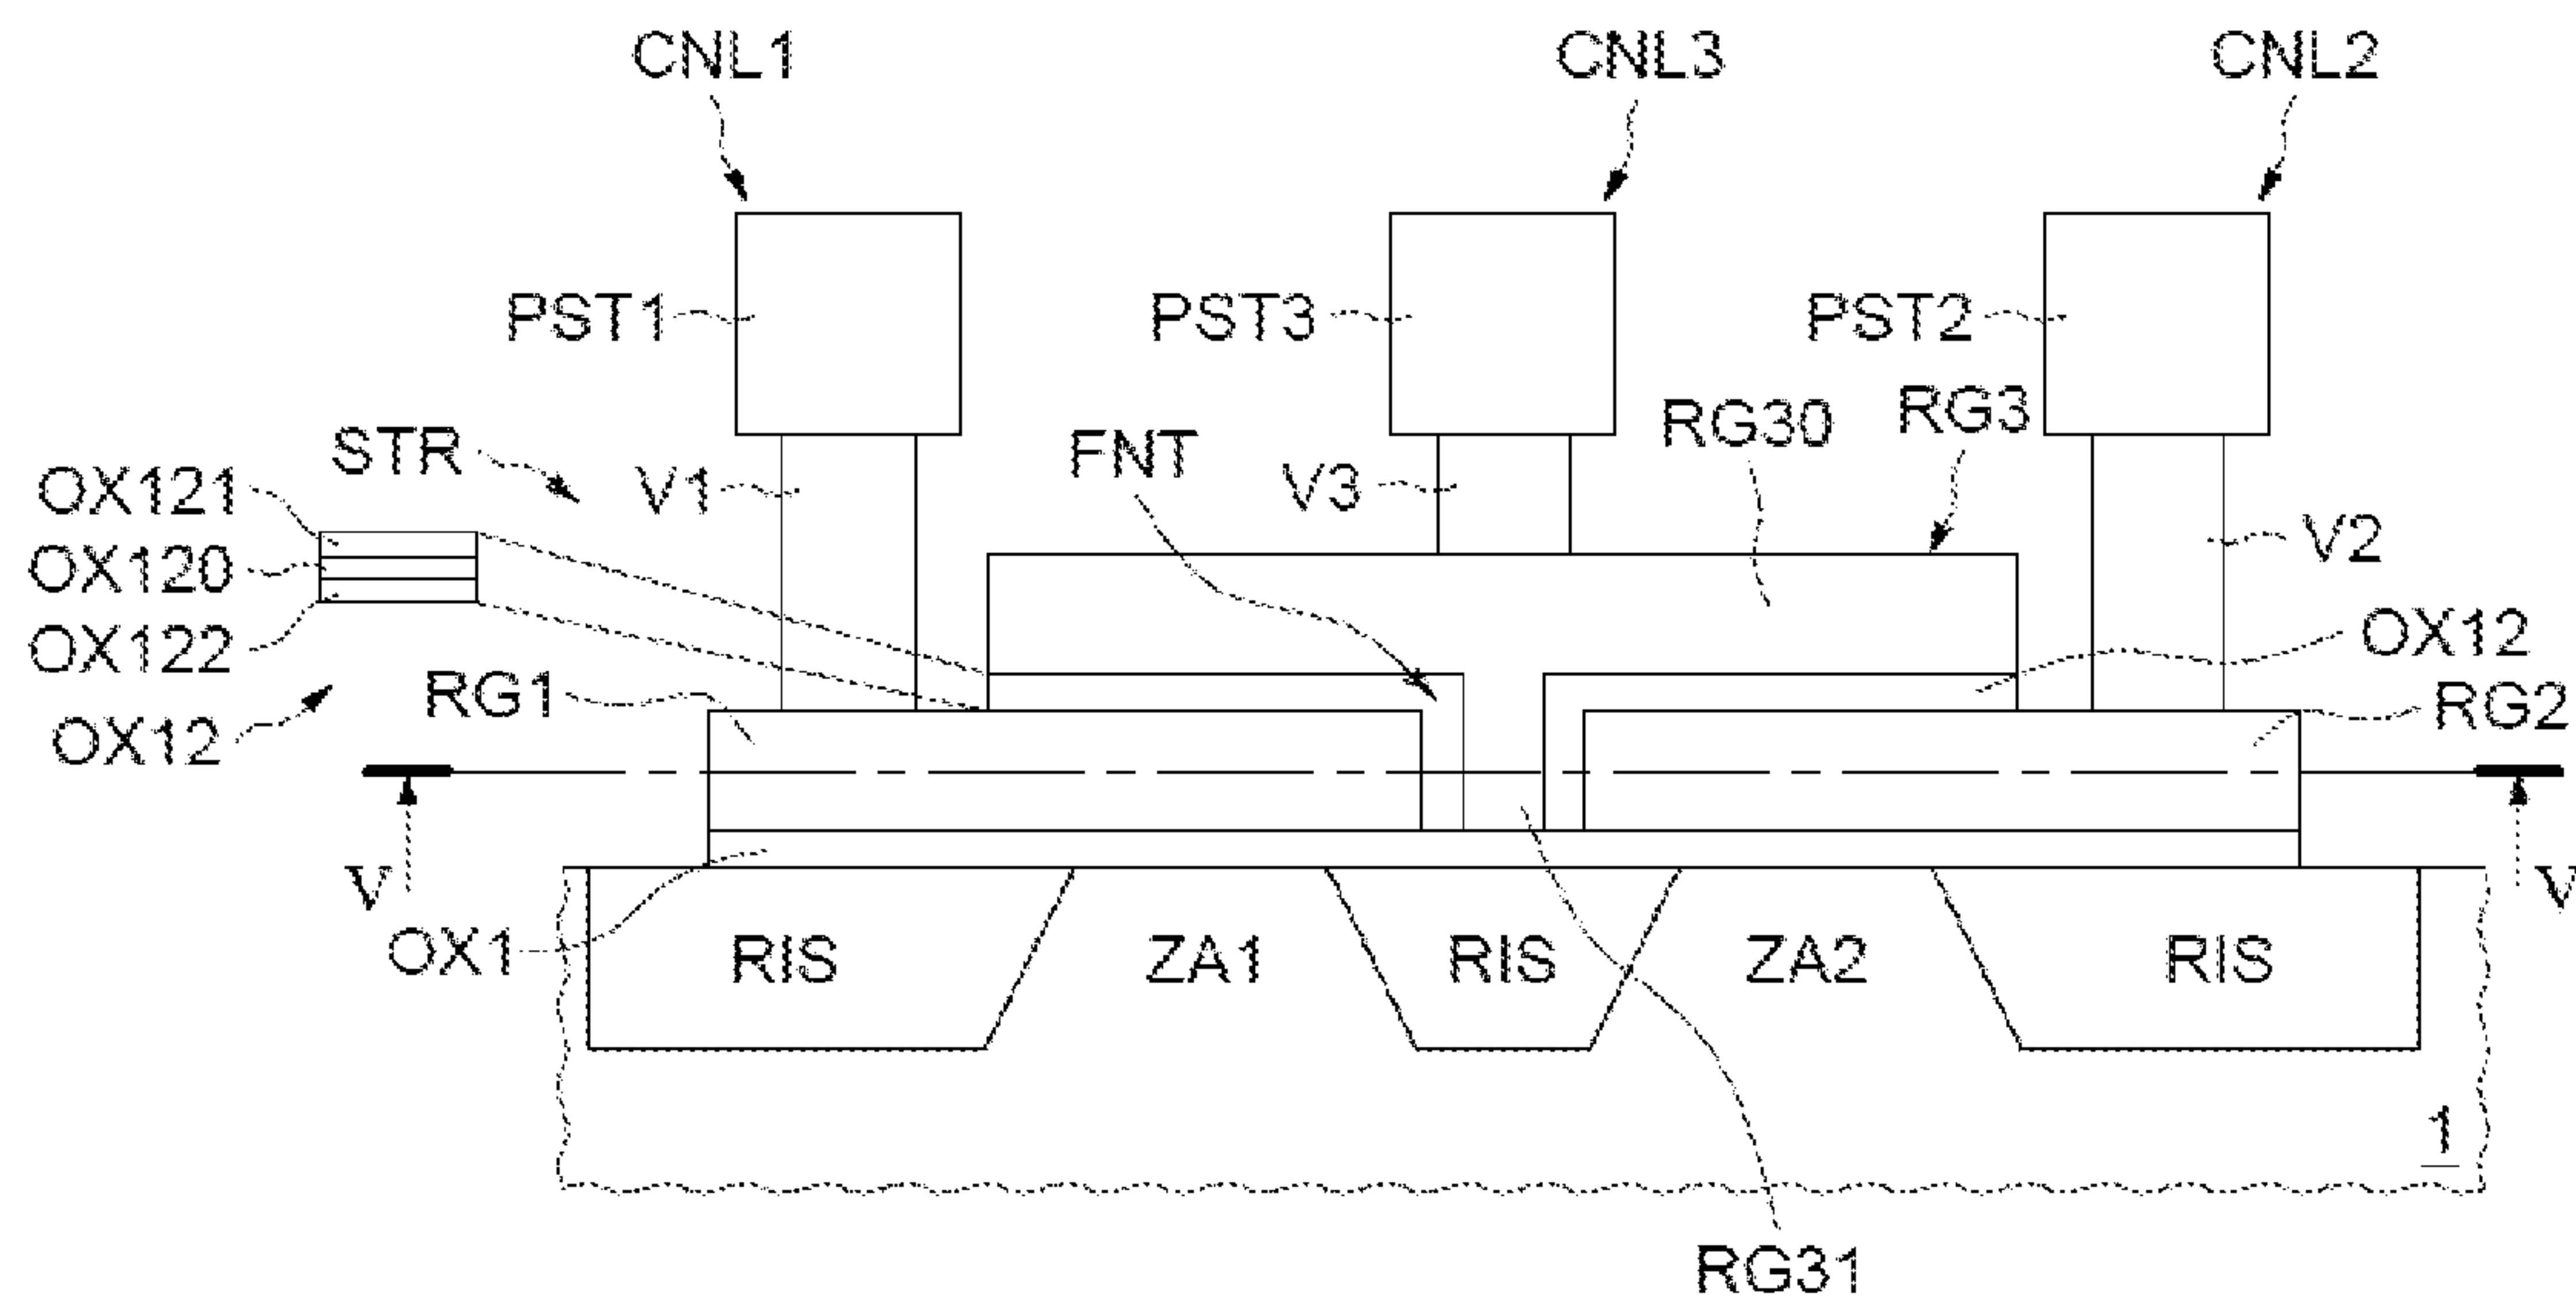 CNL1 CNL3 CNL2
PST1 PST3 PST2
RG30 RG3
STR FNT
OX121 V1 V3
V2
OX120
OX122 OX12
RG1 RG2
OX12
V V
OX1 RIS ZA1 RIS ZA2 RIS
1
RG31